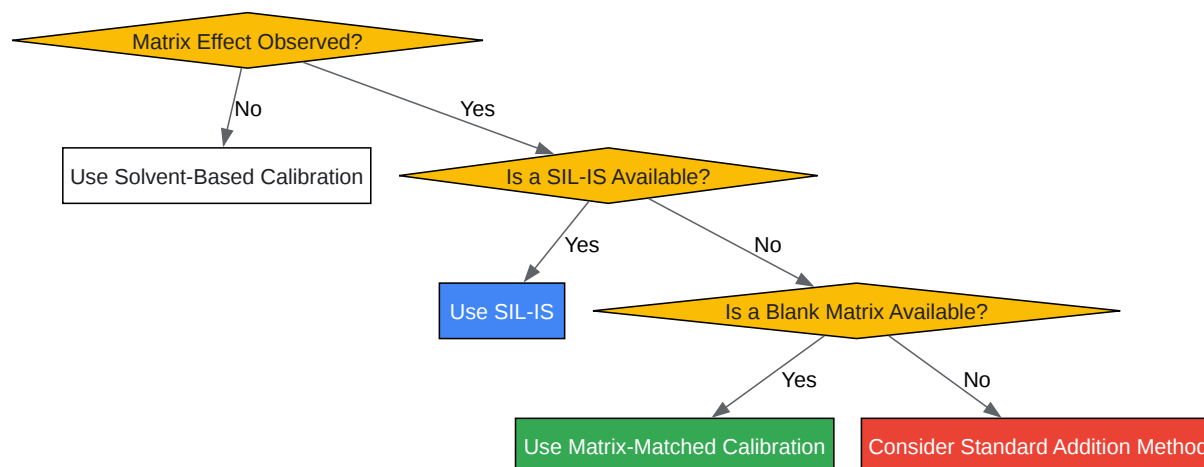 Matrix Effect Observed?
No
Yes
Use Solvent-Based Calibration
Is a SIL-IS Available?
Yes
No
Use SIL-IS
Is a Blank Matrix Available?
Yes
No
Use Matrix-Matched Calibration
Consider Standard Addition Method